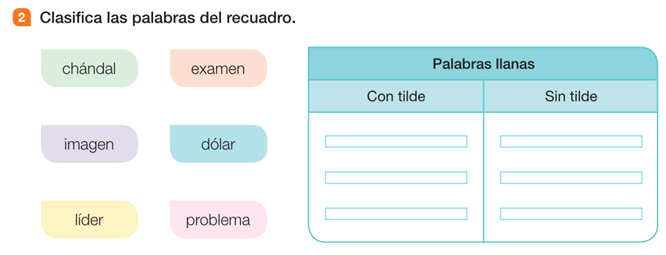 2 Clasifica las palabras del recuadro.
chándal examen
imagen dólar
líder problema
Palabras llanas
Con tilde Sin tilde